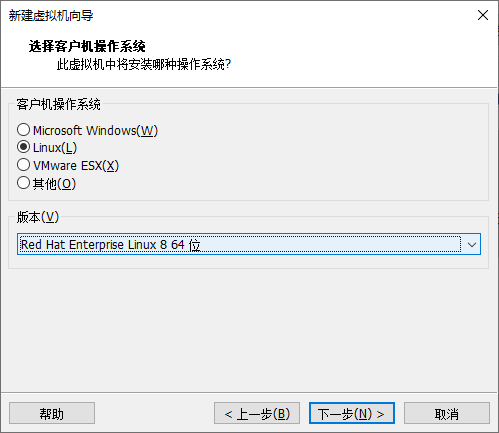 新建虚拟机向导
选择客户机操作系统
此虚拟机中将安装哪种操作系统?
客户机操作系统
Microsoft Windows(W)
Linux(L)
VMware ESX(X)
其他(O)
版本(V)
Red Hat Enterprise Linux 8 64 位
帮助 < 上一步(B) 下一步(N) > 取消